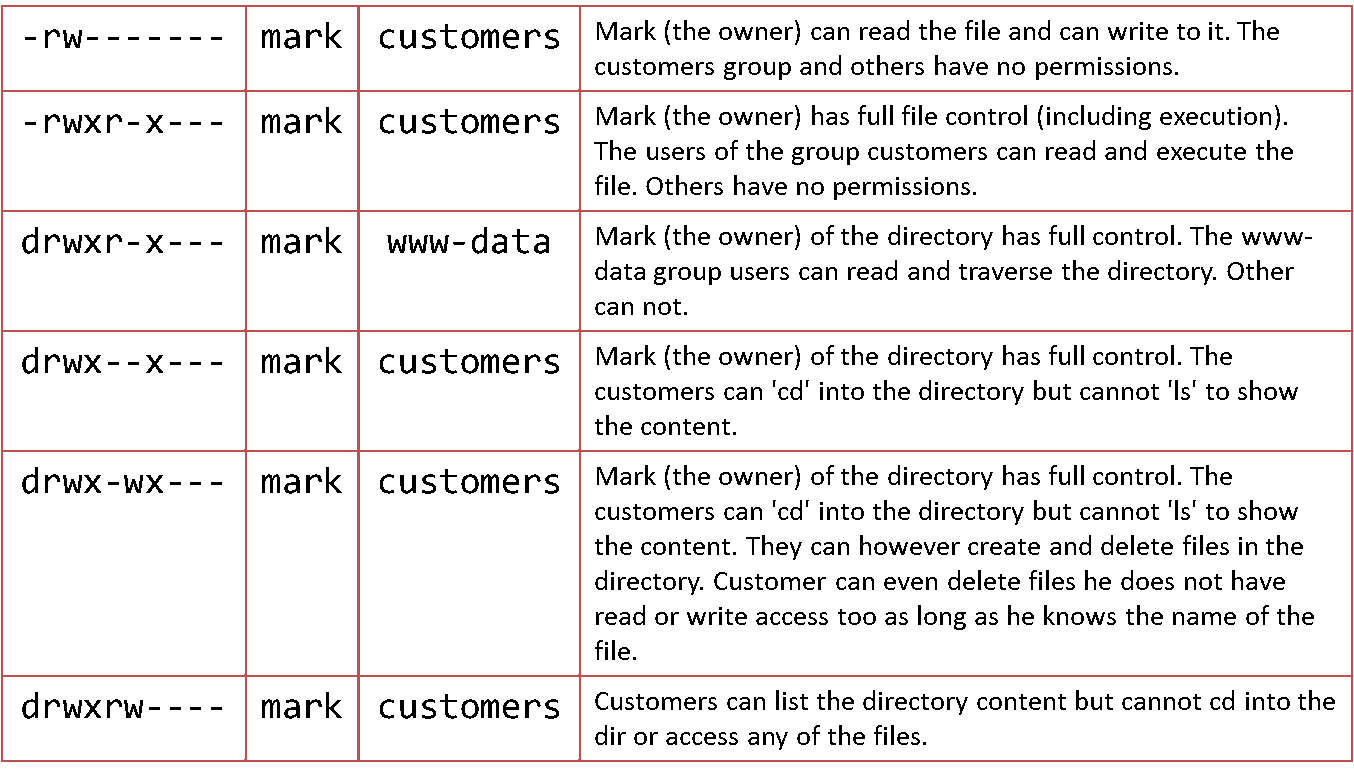 -rw------- mark customers Mark (the owner) can read the file and can write to it. The
customers group and others have no permissions.
-rwxr-x--- mark customers Mark (the owner) has full file control (including execution).
The users of the group customers can read and execute the
file. Others have no permissions.
drwxr-x--- mark www-data Mark (the owner) of the directory has full control. The www-
data group users can read and traverse the directory. Other
can not.
drwx--x--- mark customers Mark (the owner) of the directory has full control. The
customers can 'cd' into the directory but cannot 'ls' to show
the content.
drwx-wx--- mark customers Mark (the owner) of the directory has full control. The
customers can 'cd' into the directory but cannot 'ls' to show
the content. They can however create and delete files in the
directory. Customer can even delete files he does not have
read or write access too as long as he knows the name of the
file.
drwxrw---- mark customers Customers can list the directory content but cannot cd into the
dir or access any of the files.